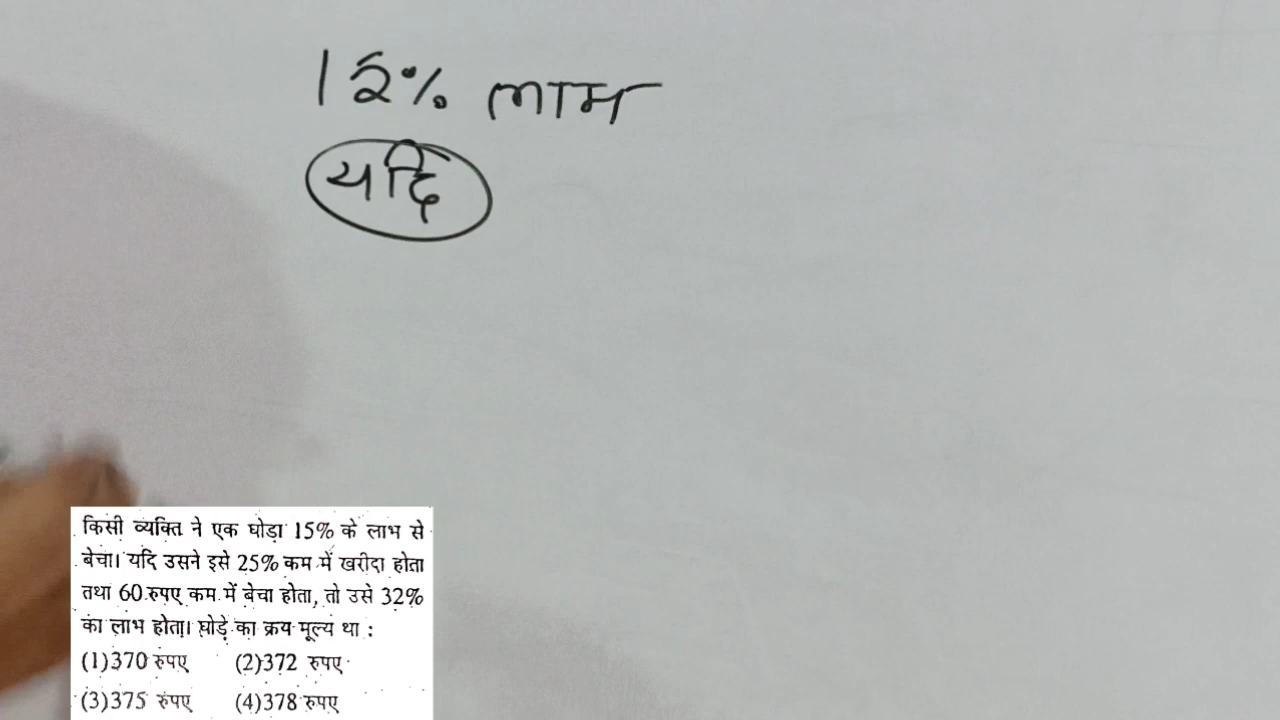 15% लाभ
यदि
किसी व्यक्ति ने एक घोड़ा 15% के लाभ से
बेचा। यदि उसने इसे 25% कम में खरीदा होता
तथा 60 रुपए कम में बेचा होता, तो उसे 32%
का लाभ होता। घोड़े का क्रय मूल्य था :
(1) 370 रुपए (2) 372 रुपए
(3) 375 रुपए (4) 378 रुपए